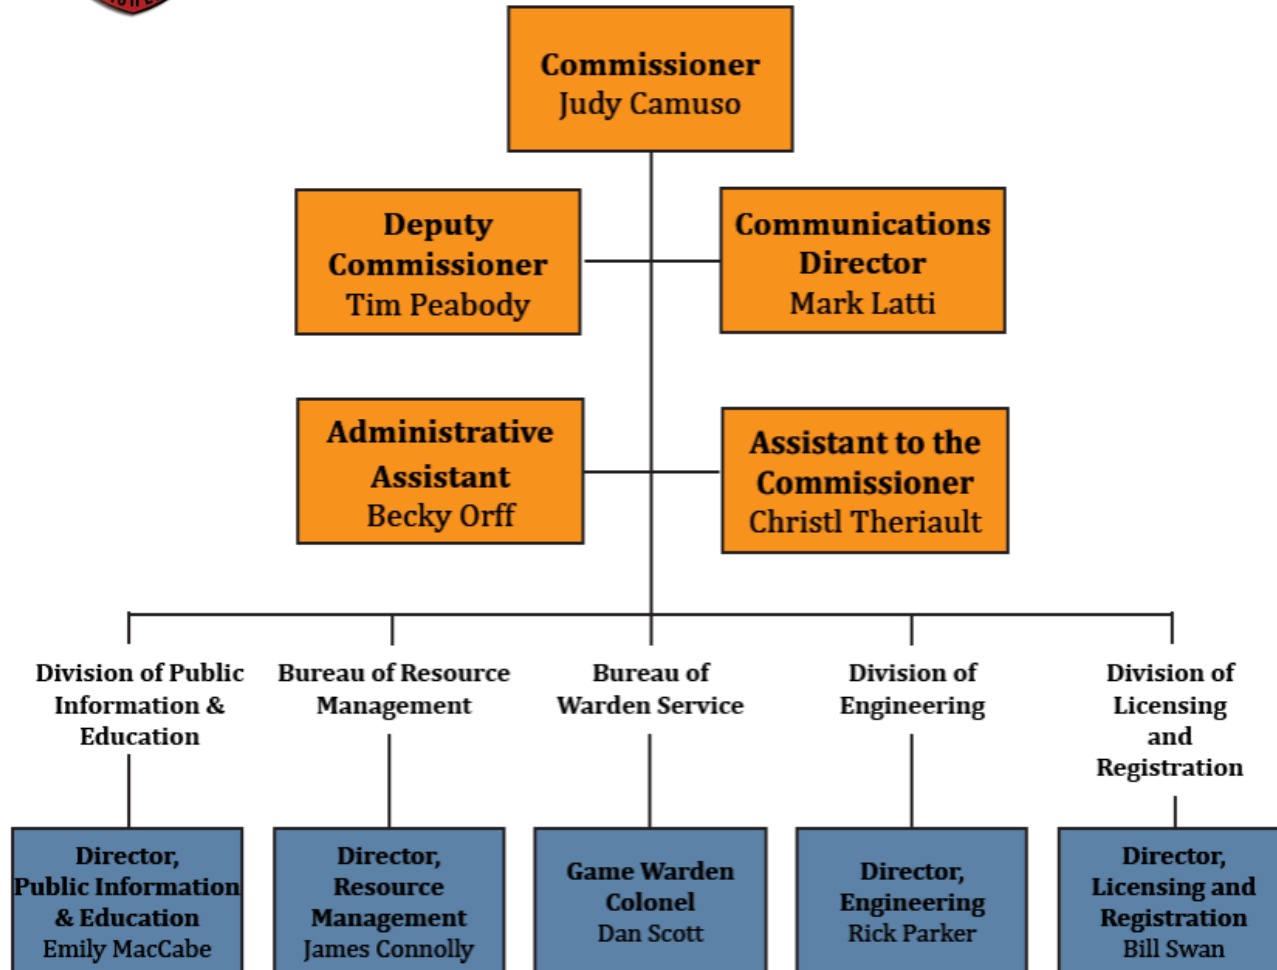 Commissioner
Judy Camuso
Deputy
Commissioner
Tim Peabody
Communications
Director
Mark Latti
Administrative
Assistant
Becky Orff
Assistant to the
Commissioner
Christl Theriault
Division of Public
Information &
Education
Bureau of Resource
Management
Bureau of
Warden Service
Division of
Engineering
Division of
Licensing
and
Registration
Director,
Public Information
& Education
Emily MacCabe
Director,
Resource
Management
James Connolly
Game Warden
Colonel
Dan Scott
Director,
Engineering
Rick Parker
Director,
Licensing and
Registration
Bill Swan